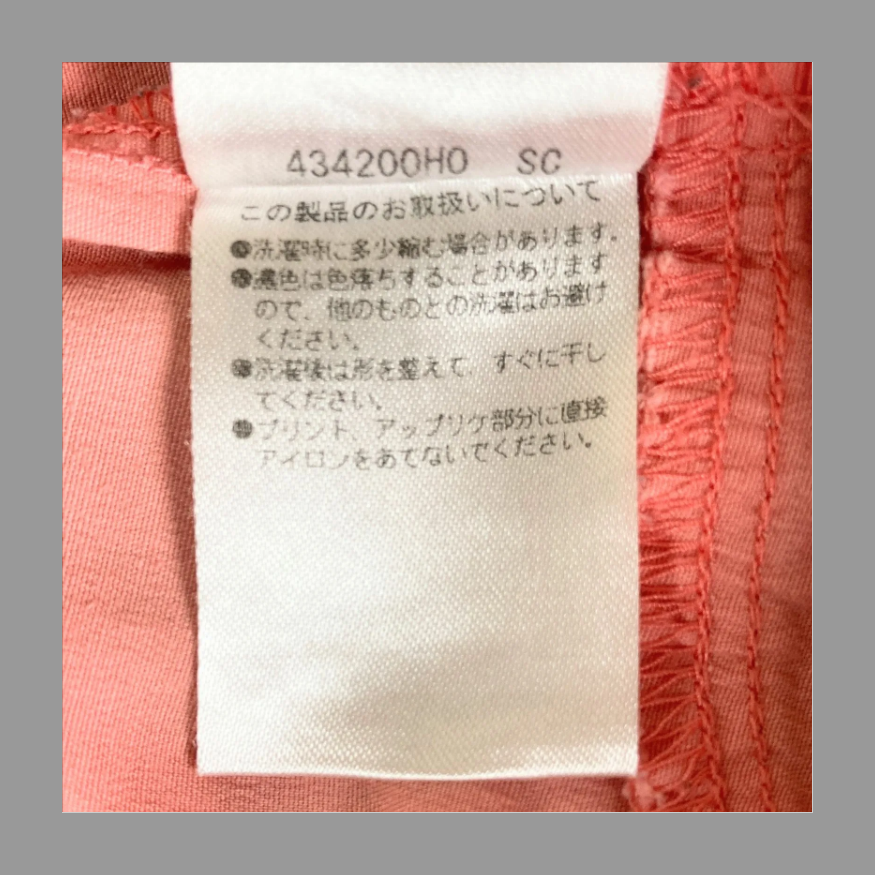 434200H0 SC
この製品のお取扱いについて
●洗濯時に多少縮む場合があります.
●濃色は色落ちすることがあります
ので、他のものとの洗濯はお避け
ください。
●洗濯後は形を整えて、すぐに干し
てください。
●プリント、アップリケ部分に直接
アイロンをあてないでください。